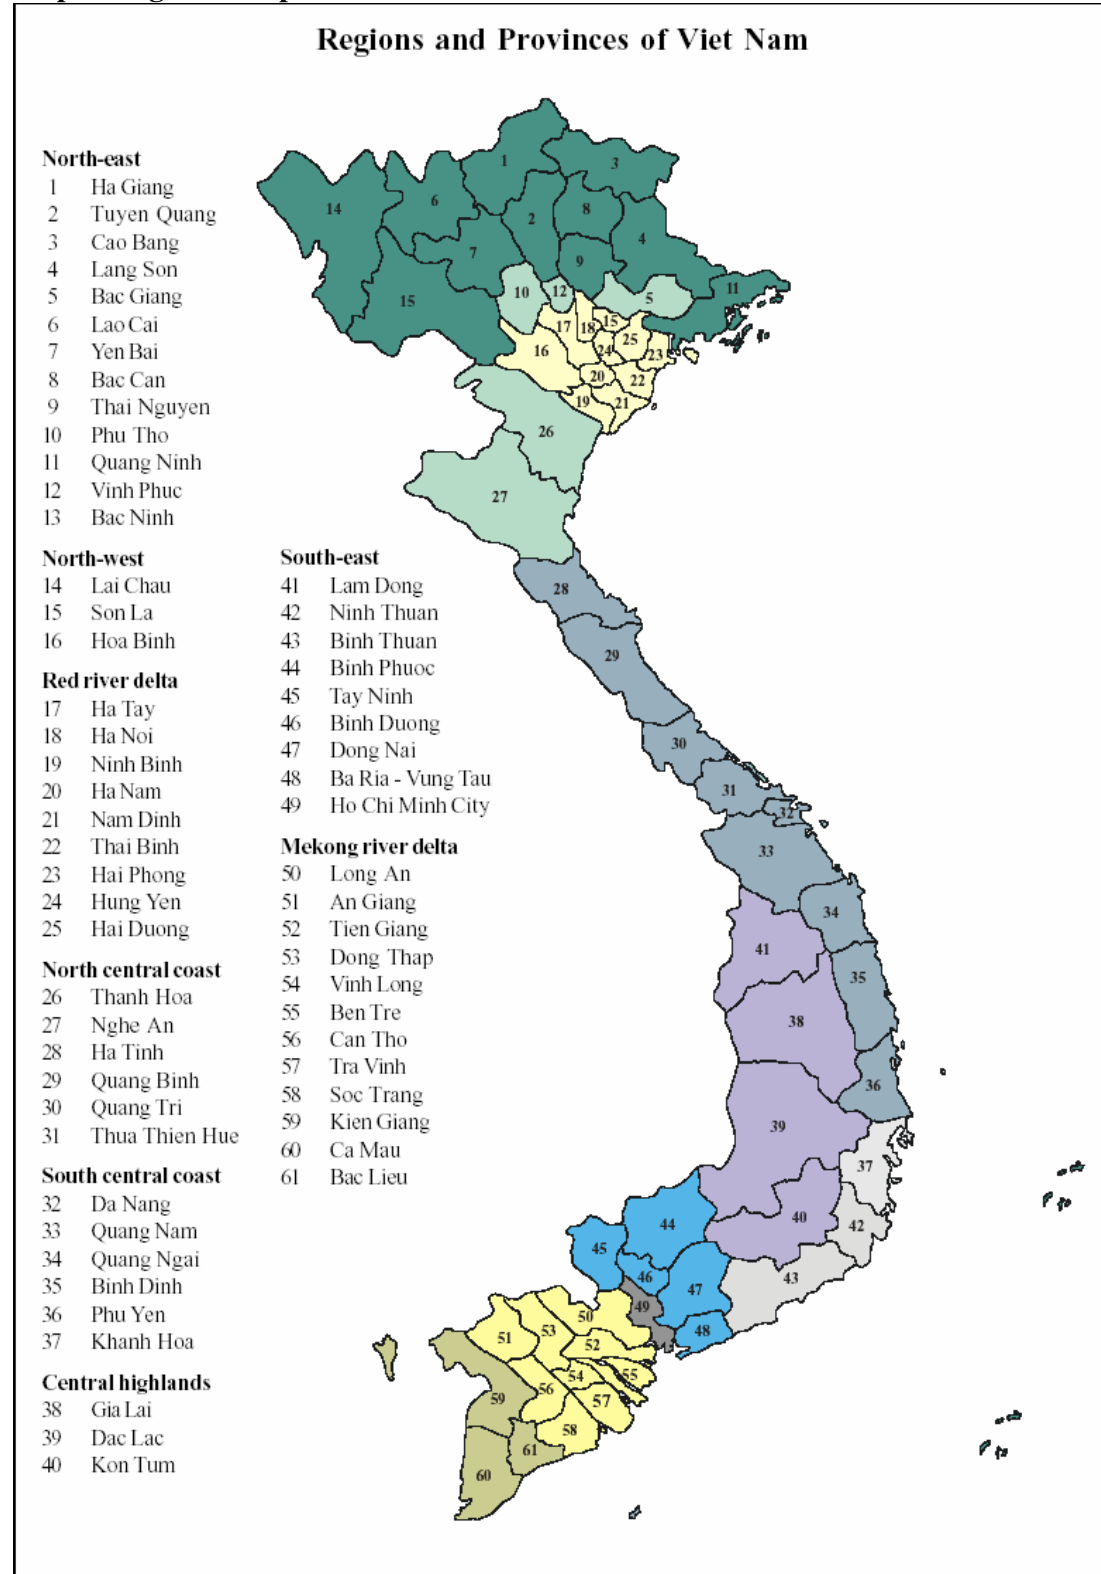 Regions and Provinces of Viet Nam
North-east
1 Ha Giang
2 Tuyen Quang
3 Cao Bang
4 Lang Son
5 Bac Giang
6 Lao Cai
7 Yen Bai
8 Bac Can
9 Thai Nguyen
10 Phu Tho
11 Quang Ninh
12 Vinh Phuc
13 Bac Ninh
North-west
14 Lai Chau
15 Son La
16 Hoa Binh
Red river delta
17 Ha Tay
18 Ha Noi
19 Ninh Binh
20 Ha Nam
21 Nam Dinh
22 Thai Binh
23 Hai Phong
24 Hung Yen
25 Hai Duong
North central coast
26 Thanh Hoa
27 Nghe An
28 Ha Tinh
29 Quang Binh
30 Quang Tri
31 Thua Thien Hue
South central coast
32 Da Nang
33 Quang Nam
34 Quang Ngai
35 Binh Dinh
36 Phu Yen
37 Khanh Hoa
Central highlands
38 Gia Lai
39 Dac Lac
40 Kon Tum
South-east
41 Lam Dong
42 Ninh Thuan
43 Binh Thuan
44 Binh Phuoc
45 Tay Ninh
46 Binh Duong
47 Dong Nai
48 Ba Ria - Vung Tau
49 Ho Chi Minh City
Mekong river delta
50 Long An
51 An Giang
52 Tien Giang
53 Dong Thap
54 Vinh Long
55 Ben Tre
56 Can Tho
57 Tra Vinh
58 Soc Trang
59 Kien Giang
60 Ca Mau
61 Bac Lieu
1
3
14
6
2
8
4
7
9
11
15
10
12
5
17
18
15
25
16
24
23
20
22
19
21
26
27
28
29
30
31
32
33
34
41
35
38
36
39
37
40
42
44
45
43
46
47
49
48
50
53
51
52
54
55
56
57
59
58
61
60